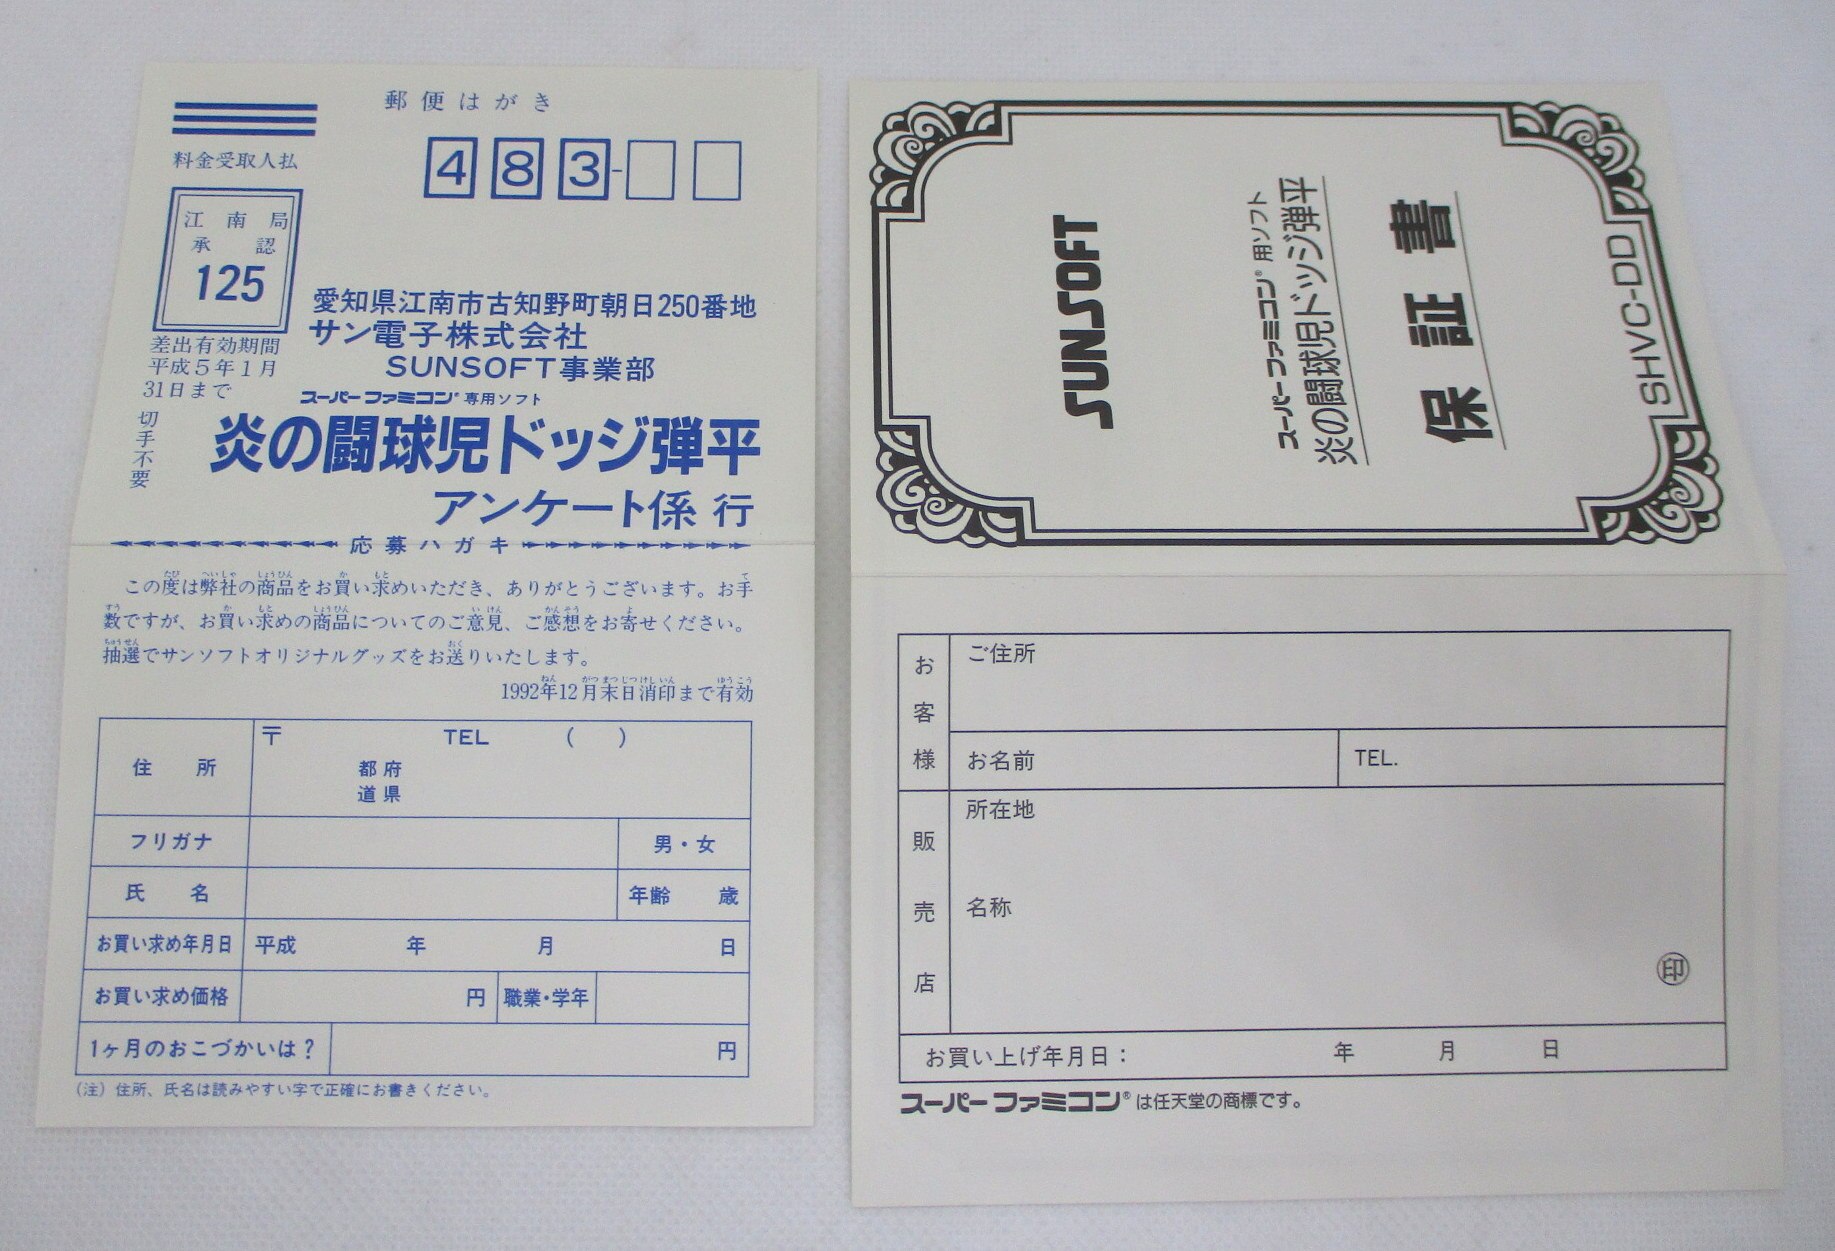 郵便はがき
料金受取人払
483-
江南局
承認
125
差出有効期間
平成5年1月
31日まで
切手不要
愛知県江南市古知野町朝日250番地
サン電子株式会社
SUNSOFT事業部
スーパーファミコン®専用ソフト
炎の闘球児ドッジ弾平
アンケート係 行
応募ハガキ
この度は弊社の商品をお買い求めいただき、ありがとうございます。お手
数ですが、お買い求めの商品についてのご意見、ご感想をお寄せください。
抽選でサンソフトオリジナルグッズをお送りいたします。
1992年12月末日消印まで有効
住所 〒 TEL ( )
都府
道県
フリガナ 男・女
氏名 年齢 歳
お買い求め年月日 平成 年 月 日
お買い求め価格 円 職業・学年
1ヶ月のおこづかいは? 円
(注) 住所、氏名は読みやすい字で正確にお書きください。
SUNSOFT
スーパーファミコン®用ソフト
炎の闘球児ドッジ弾平
保証書
SHVC-DD
お客様
ご住所
お名前 TEL.
販売店
所在地
名称
印
お買い上げ年月日: 年 月 日
スーパーファミコン®は任天堂の商標です。